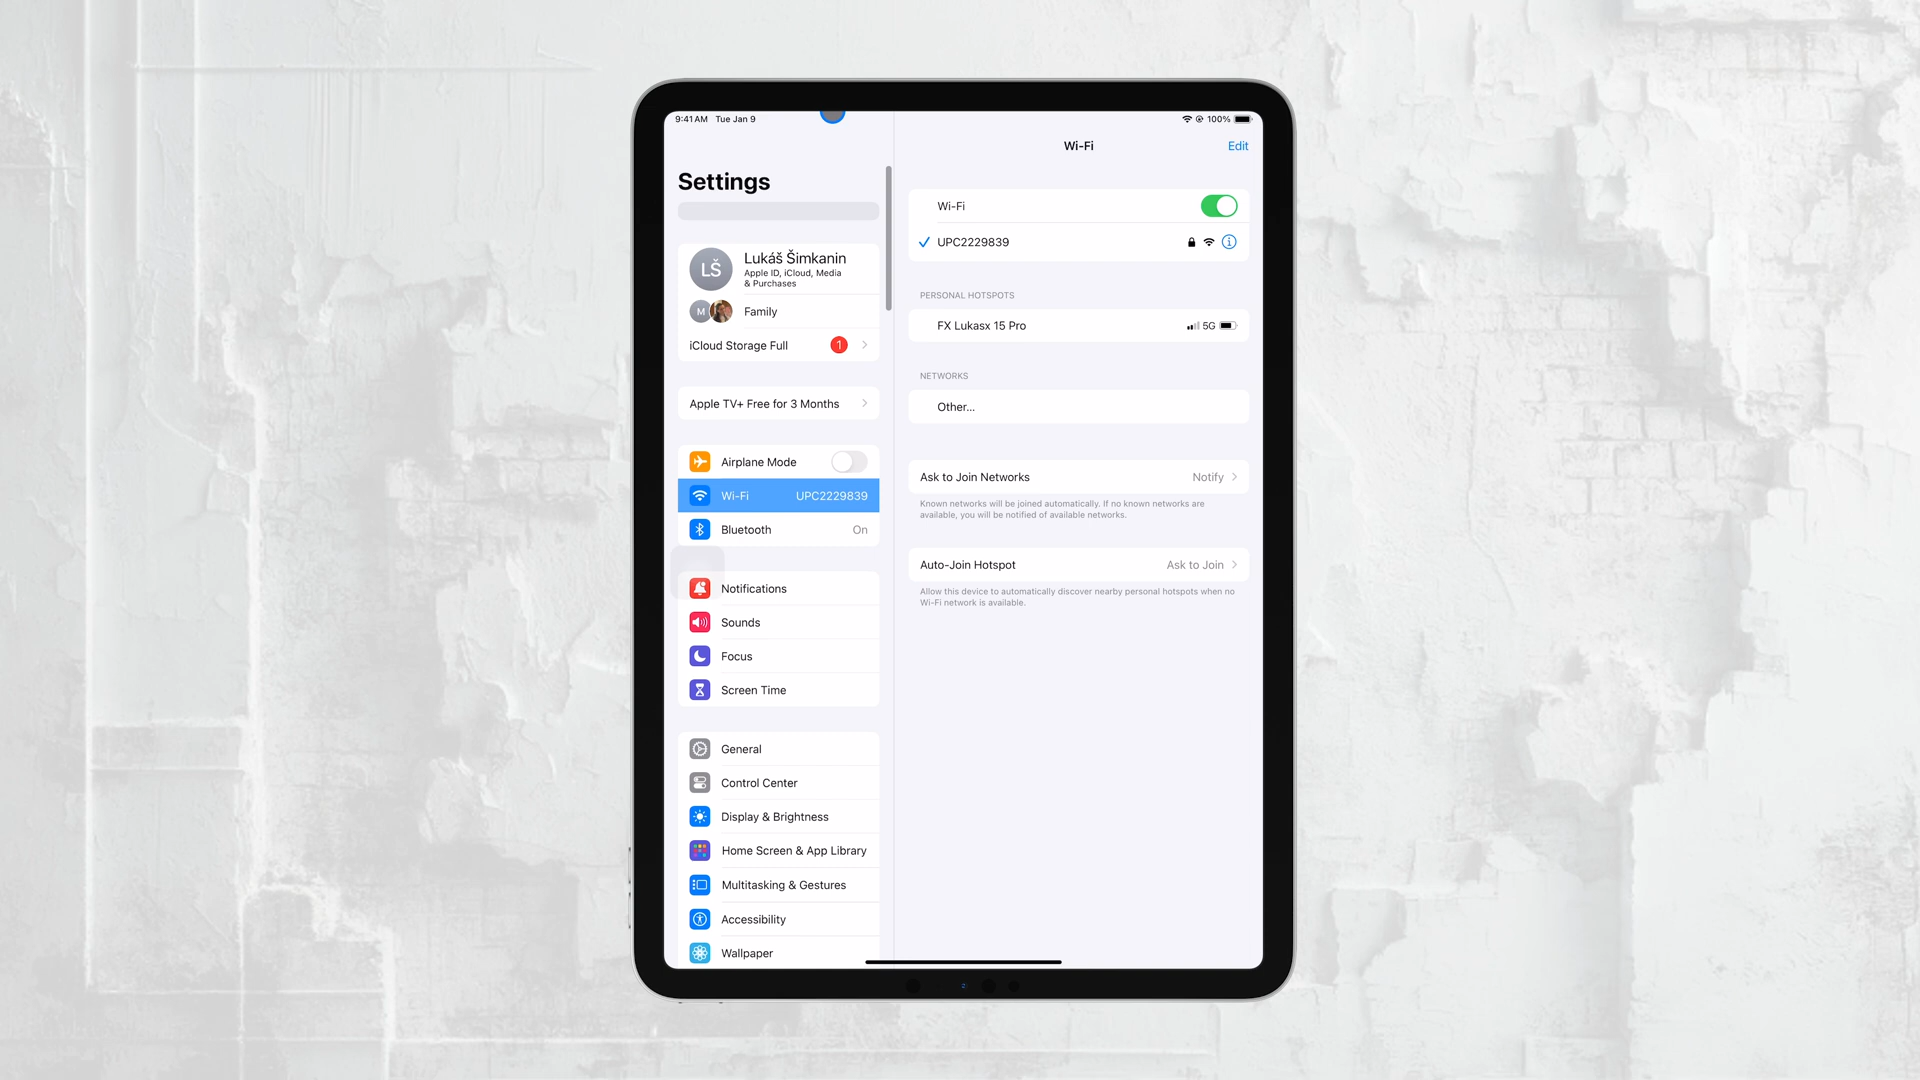 9:41 AM Tue Jan 9
100%
Settings
LŠ
Lukáš Šimkanin
Apple ID, iCloud, Media
& Purchases
M
Family
iCloud Storage Full 1
Apple TV+ Free for 3 Months
Airplane Mode
Wi-Fi UPC2229839
Bluetooth On
Notifications
Sounds
Focus
Screen Time
General
Control Center
Display & Brightness
Home Screen & App Library
Multitasking & Gestures
Accessibility
Wallpaper
Wi-Fi Edit
Wi-Fi
UPC2229839
PERSONAL HOTSPOTS
FX Lukasx 15 Pro 5G
NETWORKS
Other...
Ask to Join Networks Notify
Known networks will be joined automatically. If no known networks are
available, you will be notified of available networks.
Auto-Join Hotspot Ask to Join
Allow this device to automatically discover nearby personal hotspots when no
Wi-Fi network is available.
2